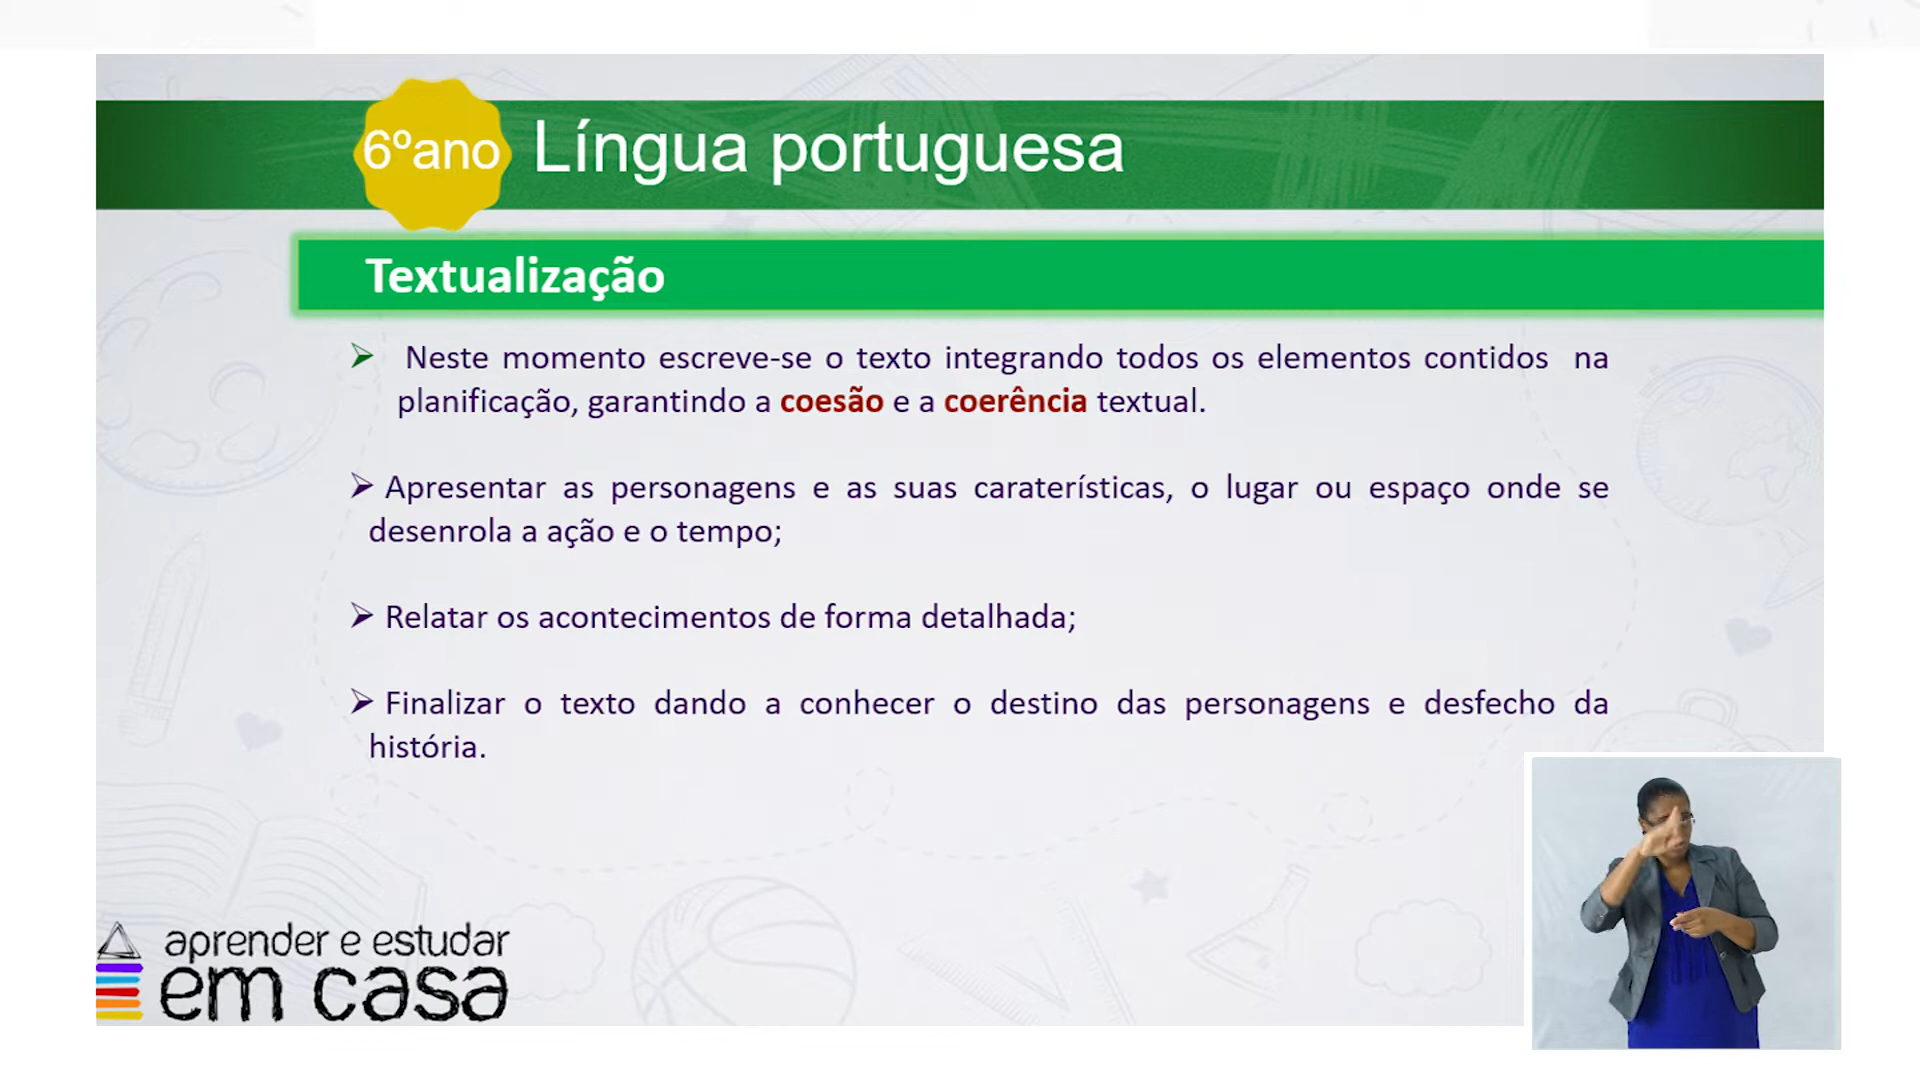 6ºano Língua portuguesa
Textualização
➢ Neste momento escreve-se o texto integrando todos os elementos contidos na
planificação, garantindo a coesão e a coerência textual.
➢ Apresentar as personagens e as suas caraterísticas, o lugar ou espaço onde se
desenrola a ação e o tempo;
➢ Relatar os acontecimentos de forma detalhada;
➢ Finalizar o texto dando a conhecer o destino das personagens e desfecho da
história.
aprender e estudar
em casa